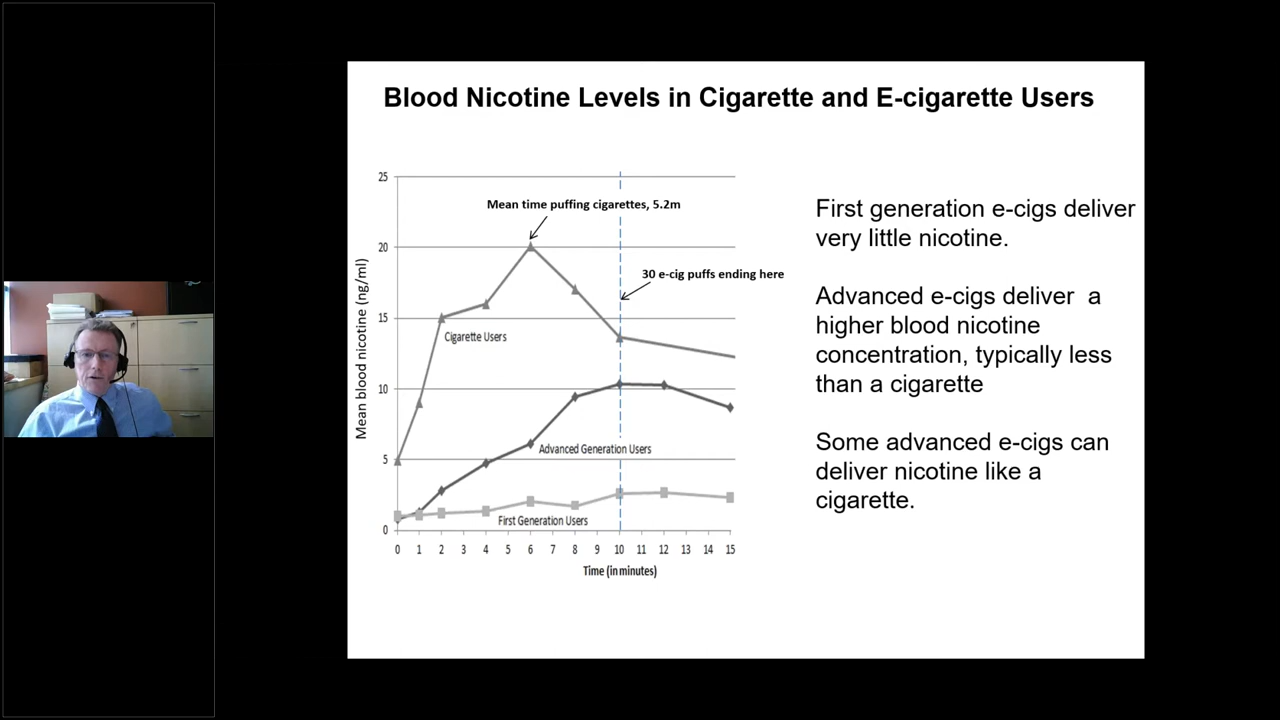 Blood Nicotine Levels in Cigarette and E-cigarette Users
25
20
15
10
5
0
Mean blood nicotine (ng/ml)
Mean time puffing cigarettes, 5.2m
30 e-cig puffs ending here
Cigarette Users
Advanced Generation Users
First Generation Users
0 1 2 3 4 5 6 7 8 9 10 11 12 13 14 15
Time (in minutes)
First generation e-cigs deliver
very little nicotine.
Advanced e-cigs deliver a
higher blood nicotine
concentration, typically less
than a cigarette
Some advanced e-cigs can
deliver nicotine like a
cigarette.